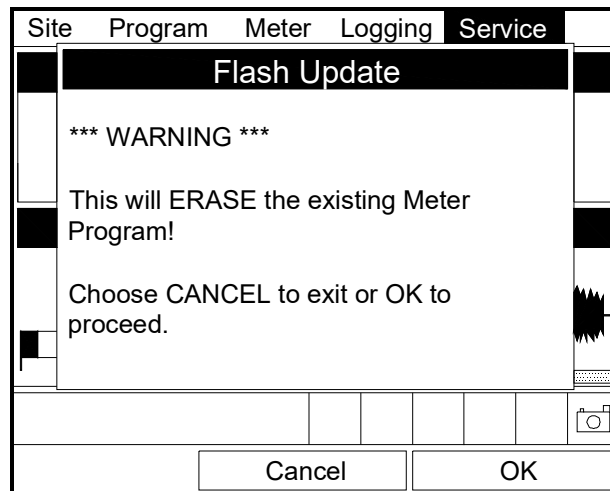 Site Program Meter Logging Service
Flash Update
*** WARNING ***
This will ERASE the existing Meter
Program!
Choose CANCEL to exit or OK to
proceed.
Cancel OK